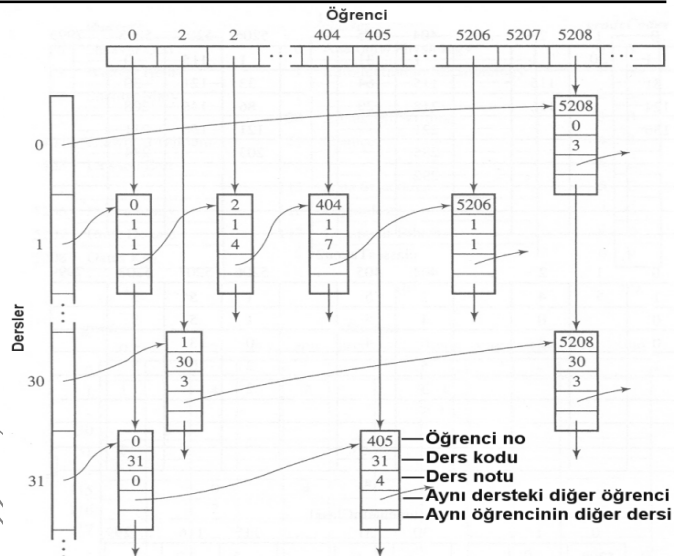 Öğrenci
0 2 2 ... 404 405 ... 5206 5207 5208 ...
5208
0 0
3
0 2 404 5206
1 1 1 1
1 1 4 7 1
...
Dersler
1 5208
30 30 30
3 3
0 405 Öğrenci no
31 31 Ders kodu
31 0 4 Ders notu
Aynı dersteki diğer öğrenci
Aynı öğrencinin diğer dersi
...